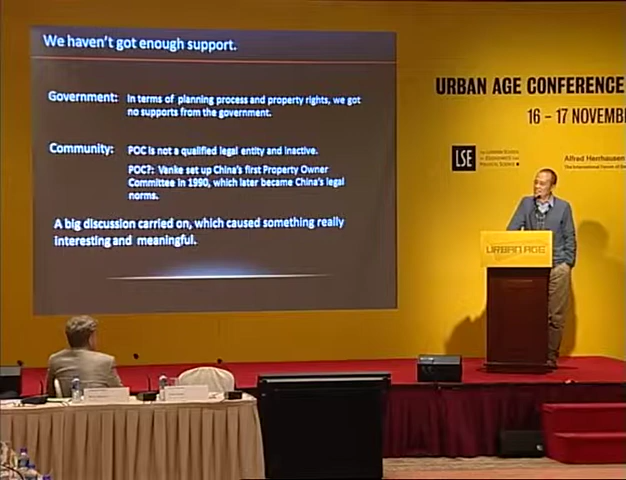 We haven't got enough support.
Government: In terms of planning process and property rights, we got
no supports from the government.
Community: POC is not a qualified legal entity and inactive.
POC?: Vanke set up China's first Property Owner
Committee in 1990, which later became China's legal
norms.
A big discussion carried on, which caused something really
interesting and meaningful.
URBAN AGE CONFERENCE
16 – 17 NOVEMB
LSE
Alfred Herrhausen
URBAN AGE